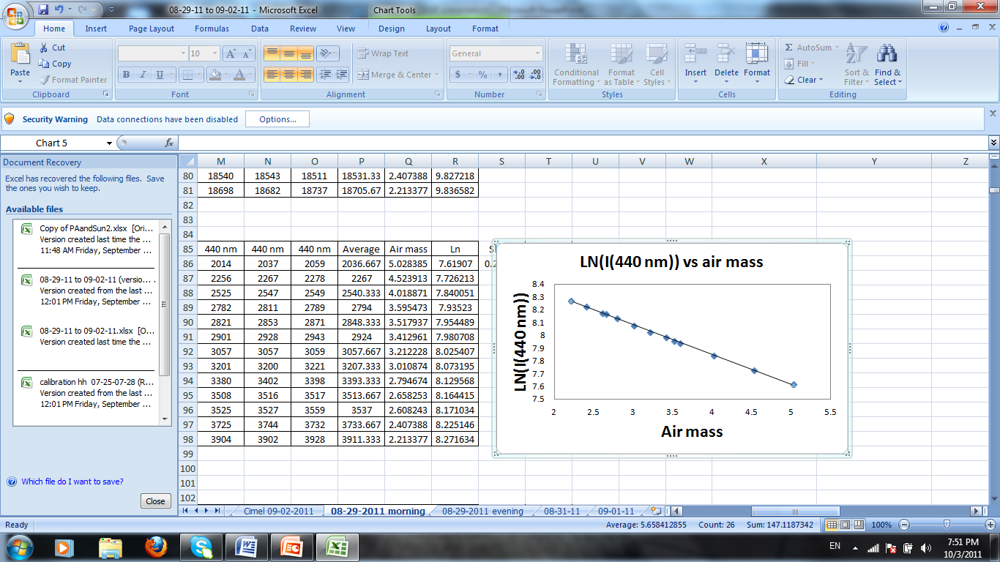 08-29-11 to 09-02-11 - Microsoft Excel
Chart Tools
Home Insert Page Layout Formulas Data Review View Design Layout Format
Paste
Cut
Copy
Format Painter
Clipboard
10
B I U
Font
Wrap Text
Merge & Center
Alignment
General
$ % ,
Number
Conditional Formatting
Format as Table
Cell Styles
Styles
Insert Delete Format
Cells
AutoSum
Fill
Clear
Sort & Filter
Find & Select
Editing
Security Warning Data connections have been disabled Options...
Chart 5 fx
Document Recovery
Excel has recovered the following files. Save
the ones you wish to keep.
Available files
Copy of PAandSun2.xlsx [Ori...
Version created last time the ...
11:48 AM Friday, September ...
08-29-11 to 09-02-11 (versio... .
Version created from the last ...
12:01 PM Friday, September ...
08-29-11 to 09-02-11.xlsx [O...
Version created last time the ...
calibration hh 07-25-07-28 (R...
Version created from the last ...
12:01 PM Friday, September ...
Which file do I want to save?
Close
M N O P Q R S T U V W X Y Z
80 18540 18543 18511 18531.33 2.407388 9.827218
81 18698 18682 18737 18705.67 2.213377 9.836582
82
83
84
85 440 nm 440 nm 440 nm Average Air mass Ln
86 2014 2037 2059 2036.667 5.028385 7.61907
87 2256 2267 2278 2267 4.523913 7.726213
88 2525 2547 2549 2540.333 4.018871 7.840051
89 2782 2811 2789 2794 3.595473 7.93523
90 2821 2853 2871 2848.333 3.517937 7.954489
91 2901 2928 2943 2924 3.412961 7.980708
92 3057 3057 3059 3057.667 3.212228 8.025407
93 3201 3200 3221 3207.333 3.010874 8.073195
94 3380 3402 3398 3393.333 2.794674 8.129568
95 3508 3516 3517 3513.667 2.658253 8.164415
96 3525 3527 3559 3537 2.608243 8.171034
97 3725 3744 3732 3733.667 2.407388 8.225146
98 3904 3902 3928 3911.333 2.213377 8.271634
99
100
101
102
LN(I(440 nm)) vs air mass
LN(I(440 nm))
8.4
8.3
8.2
8.1
8
7.9
7.8
7.7
7.6
7.5
2 2.5 3 3.5 4 4.5 5 5.5
Air mass
Cimel 09-02-2011 08-29-2011 morning 08-29-2011 evening 08-31-11 09-01-11
Ready Average: 5.658412855 Count: 26 Sum: 147.1187342 100%
EN 7:51 PM
10/3/2011